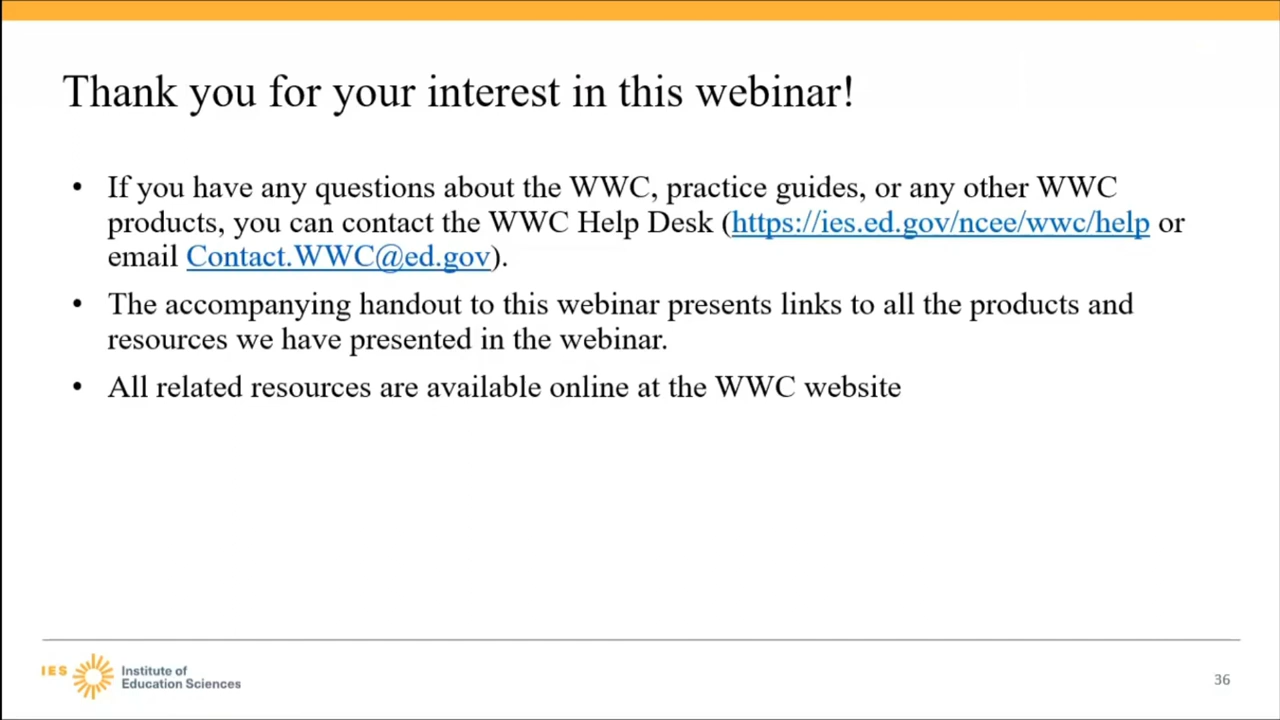 Thank you for your interest in this webinar!
• If you have any questions about the WWC, practice guides, or any other WWC
products, you can contact the WWC Help Desk (https://ies.ed.gov/ncee/wwc/help or
email Contact.WWC@ed.gov).
• The accompanying handout to this webinar presents links to all the products and
resources we have presented in the webinar.
• All related resources are available online at the WWC website
IES Institute of
Education Sciences
36